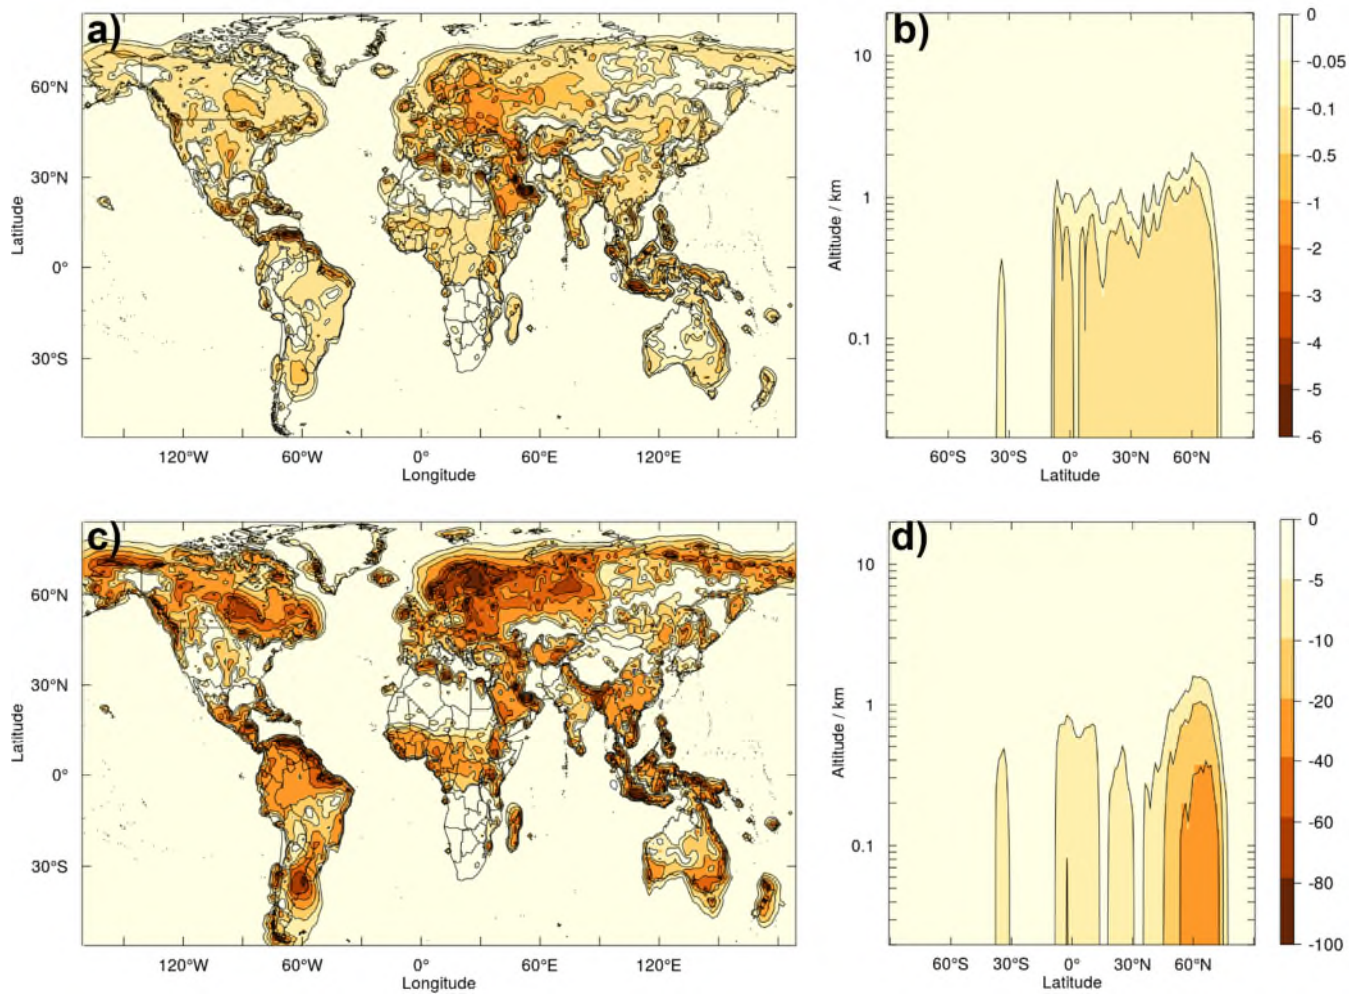 a)
60°N
30°N
0°
30°S
Latitude
120°W
60°W
0°
60°E
120°E
Longitude
b)
10
1
0.1
Altitude / km
60°S
0°
30°N
60°N
Latitude
0
-0.05
-0.1
-0.5
-1
-2
-3
-4
-5
-6
c)
60°N
30°N
0°
30°S
Latitude
120°W
60°W
0°
60°E
120°E
Longitude
d)
10
1
0.1
Altitude / km
60°S
0°
30°N
60°N
Latitude
0
-5
-10
-20
-40
-60
-80
-100